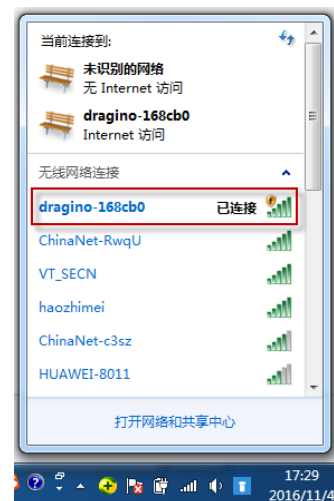 当前连接到:
未识别的网络
无 Internet 访问
dragino-168cb0
Internet 访问
无线网络连接
dragino-168cb0 已连接
ChinaNet-RwqU
VT_SECN
haozhimei
ChinaNet-c3sz
HUAWEI-8011
打开网络和共享中心
17:29
2016/11/4